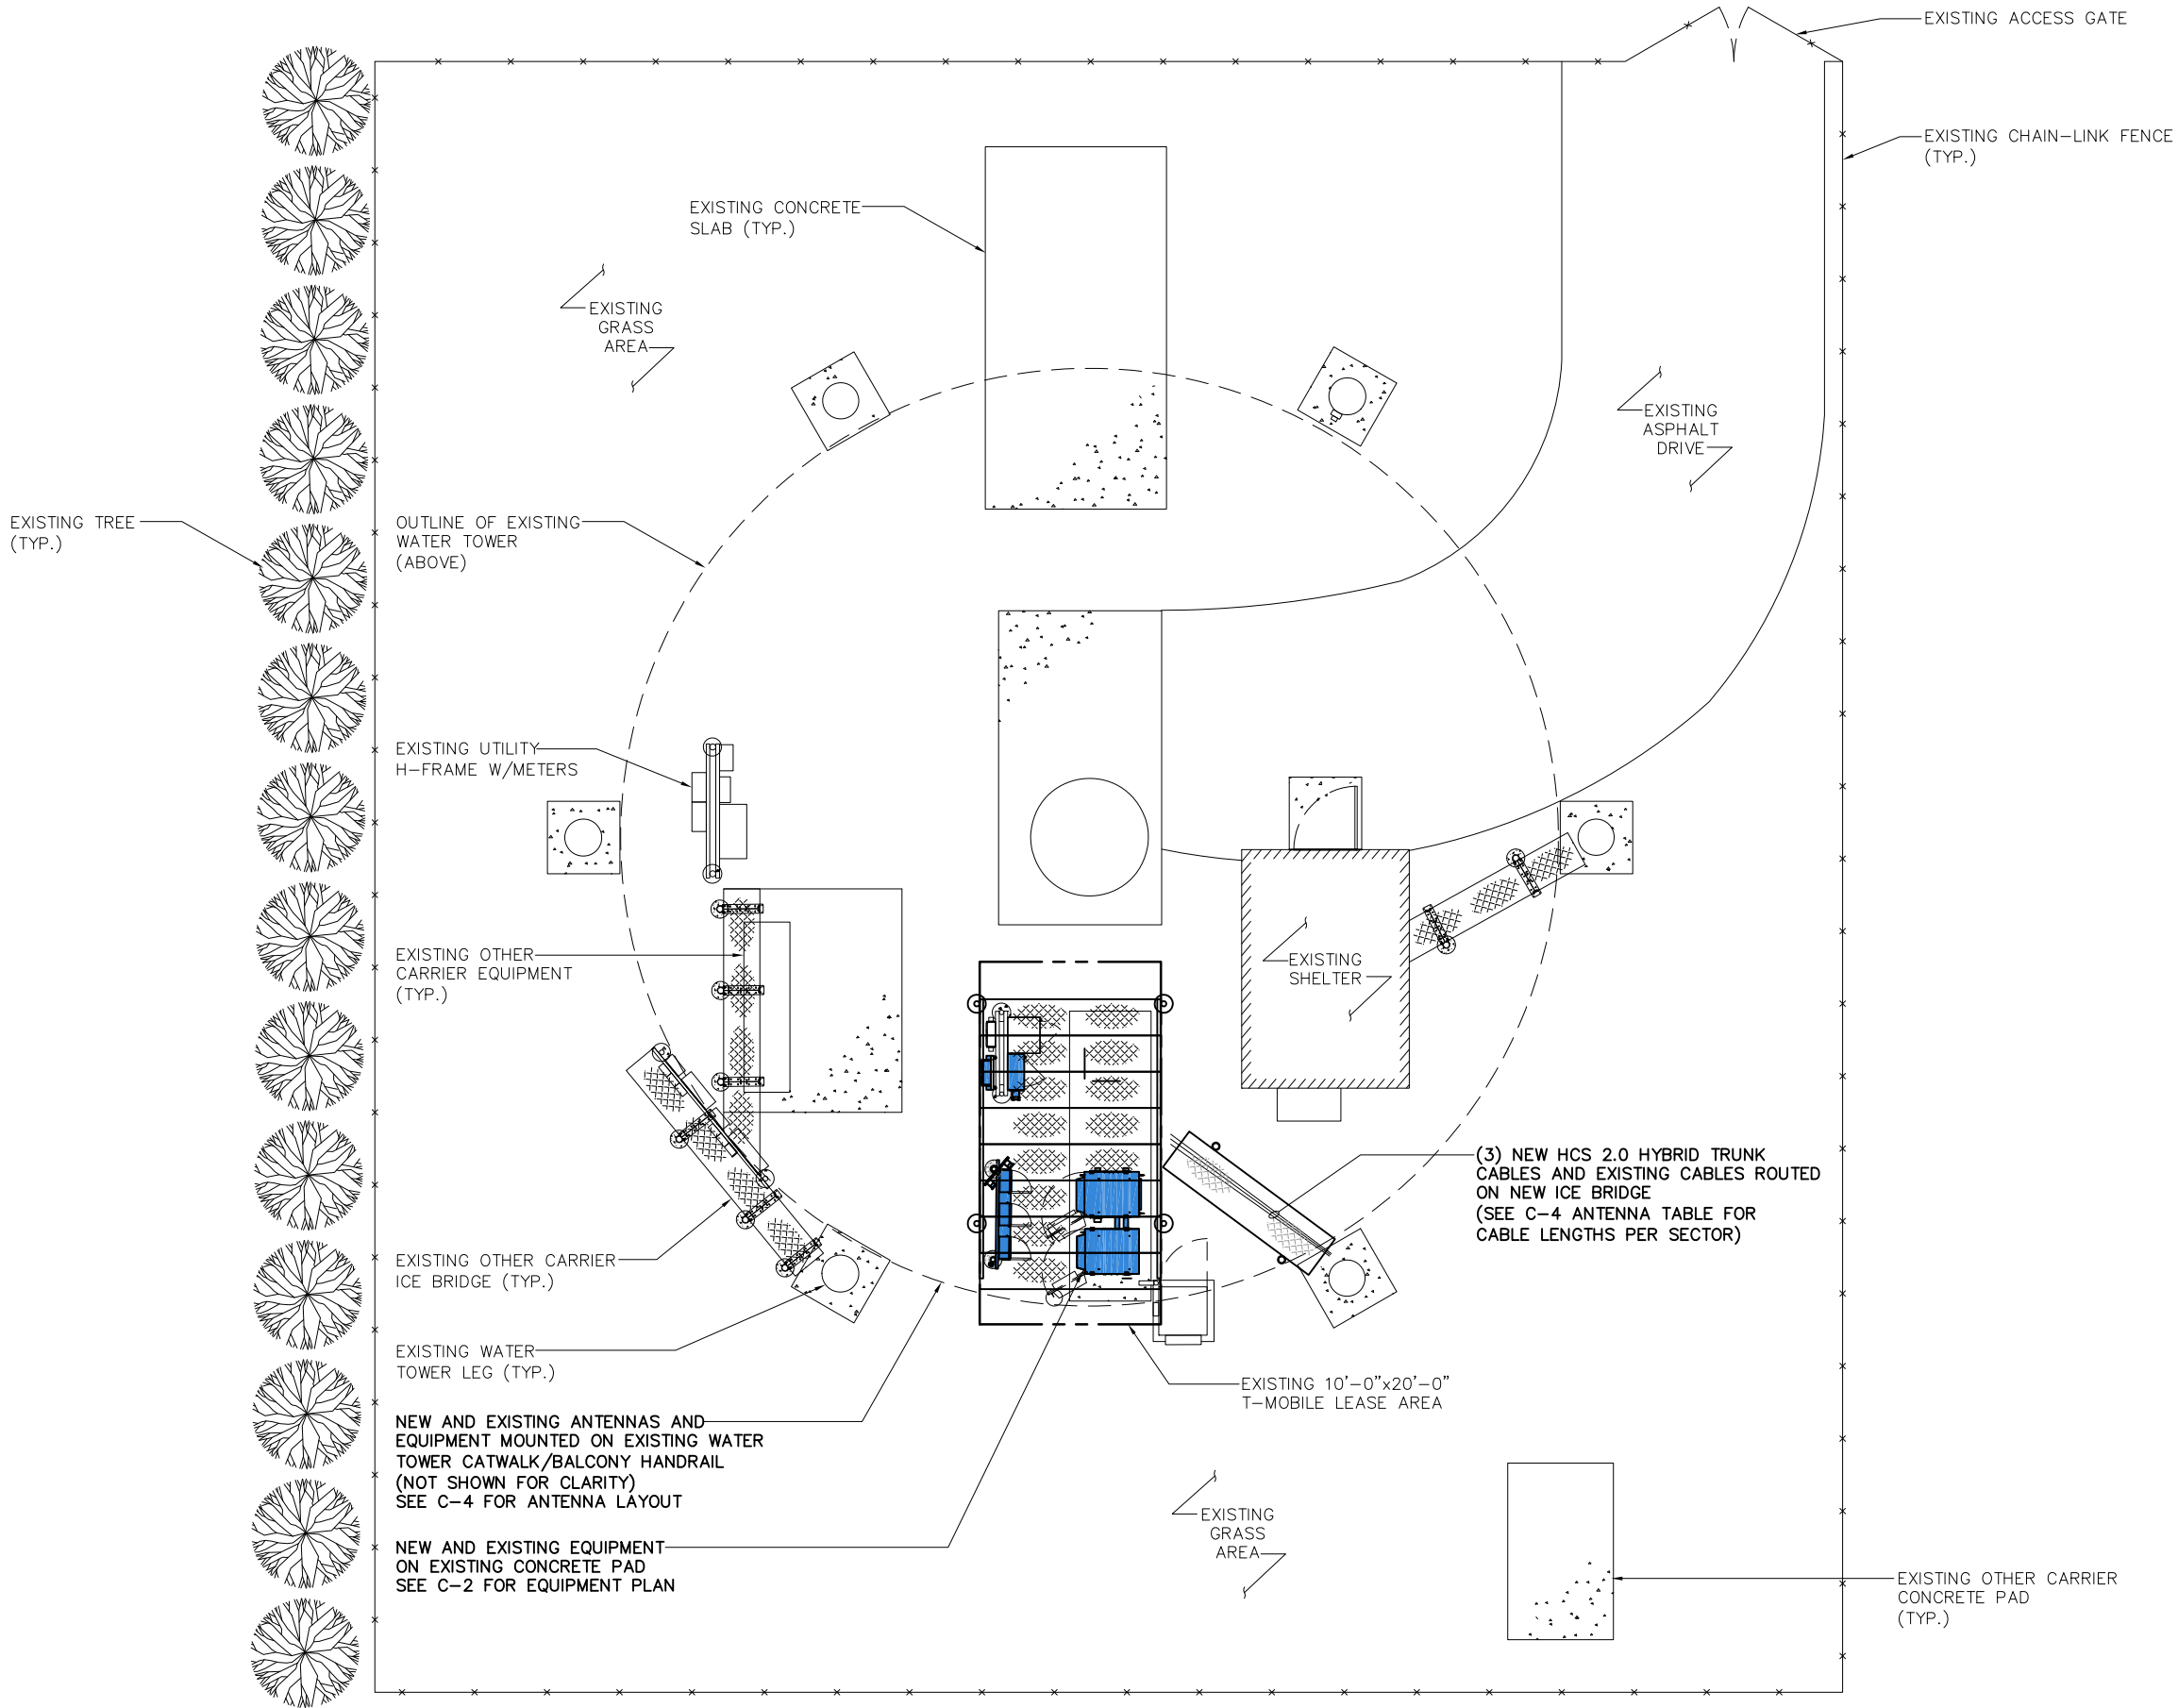 EXISTING ACCESS GATE
EXISTING CHAIN-LINK FENCE
(TYP.)
EXISTING CONCRETE
SLAB (TYP.)
EXISTING
GRASS
AREA
EXISTING
ASPHALT
DRIVE
EXISTING TREE
(TYP.)
OUTLINE OF EXISTING
WATER TOWER
(ABOVE)
EXISTING UTILITY
H-FRAME W/METERS
EXISTING OTHER
CARRIER EQUIPMENT
(TYP.)
EXISTING
SHELTER
(3) NEW HCS 2.0 HYBRID TRUNK
CABLES AND EXISTING CABLES ROUTED
ON NEW ICE BRIDGE
(SEE C-4 ANTENNA TABLE FOR
CABLE LENGTHS PER SECTOR)
EXISTING OTHER CARRIER
ICE BRIDGE (TYP.)
EXISTING WATER
TOWER LEG (TYP.)
EXISTING 10'-0"x20'-0"
T-MOBILE LEASE AREA
NEW AND EXISTING ANTENNAS AND
EQUIPMENT MOUNTED ON EXISTING WATER
TOWER CATWALK/BALCONY HANDRAIL
(NOT SHOWN FOR CLARITY)
SEE C-4 FOR ANTENNA LAYOUT
NEW AND EXISTING EQUIPMENT
ON EXISTING CONCRETE PAD
SEE C-2 FOR EQUIPMENT PLAN
EXISTING
GRASS
AREA
EXISTING OTHER CARRIER
CONCRETE PAD
(TYP.)